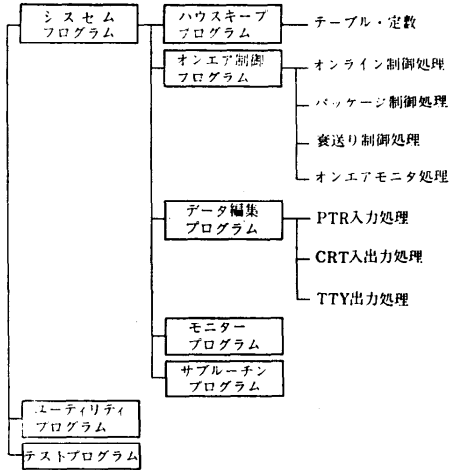 システム
プログラム
ハウスキープ
プログラム
テーブル・定数
オンエア制御
プログラム
オンライン制御処理
パッケージ制御処理
裏送り制御処理
オンエアモニタ処理
データ編集
プログラム
PTR入力処理
CRT入出力処理
TTY出力処理
モニター
プログラム
サブルーチン
プログラム
ユーティリティ
プログラム
テストプログラム